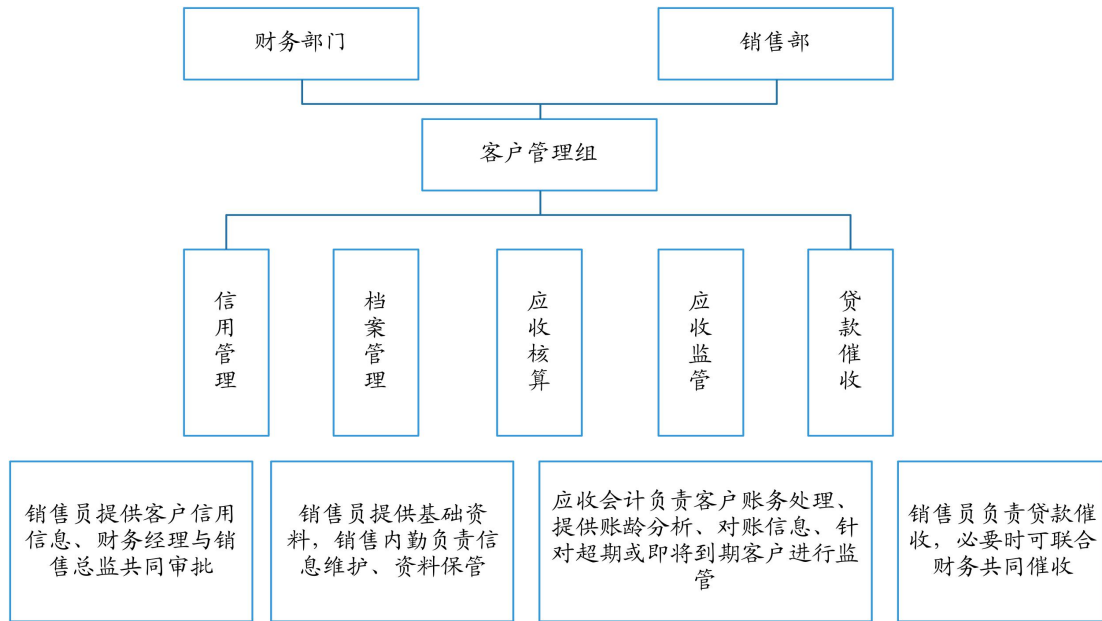 财务部门
销售部
客户管理组
信用管理
档案管理
应收核算
应收监管
贷款催收
销售员提供客户信用
信息、财务经理与销
售总监共同审批
销售员提供基础资
料，销售内勤负责信
息维护、资料保管
应收会计负责客户账务处理、
提供账龄分析、对账信息、针
对超期或即将到期客户进行监
管
销售员负责贷款催
收，必要时可联合
财务共同催收